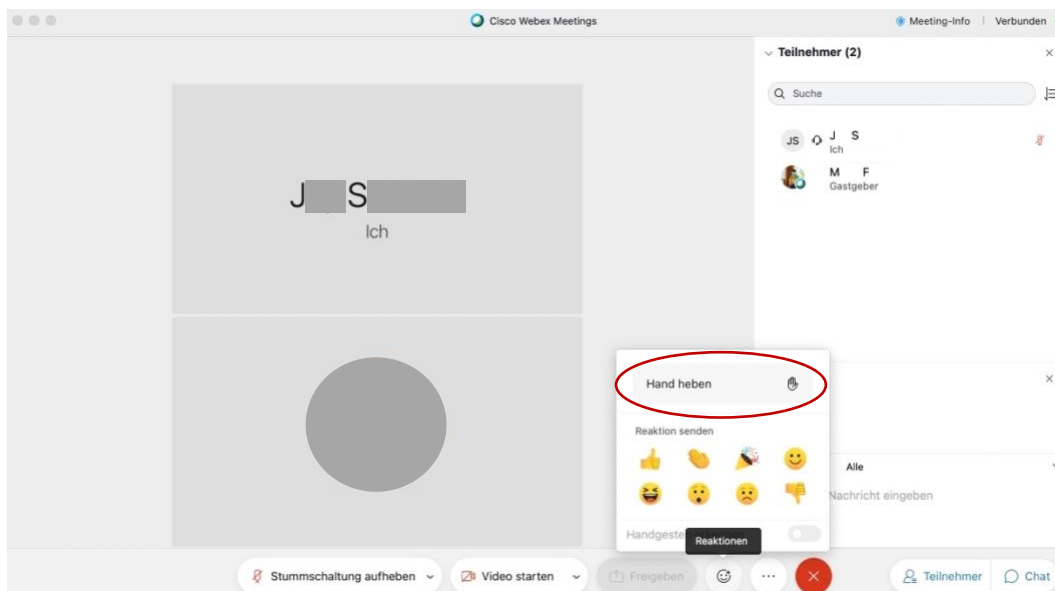 Cisco Webex Meetings
Meeting-Info
Verbunden
Teilnehmer (2)
Suche
JS
J S
Ich
M F
Gastgeber
J S
Ich
Hand heben
Reaktion senden
Handgeste
Reaktionen
Alle
Nachricht eingeben
Stummschaltung aufheben
Video starten
Freigeben
Teilnehmer
Chat